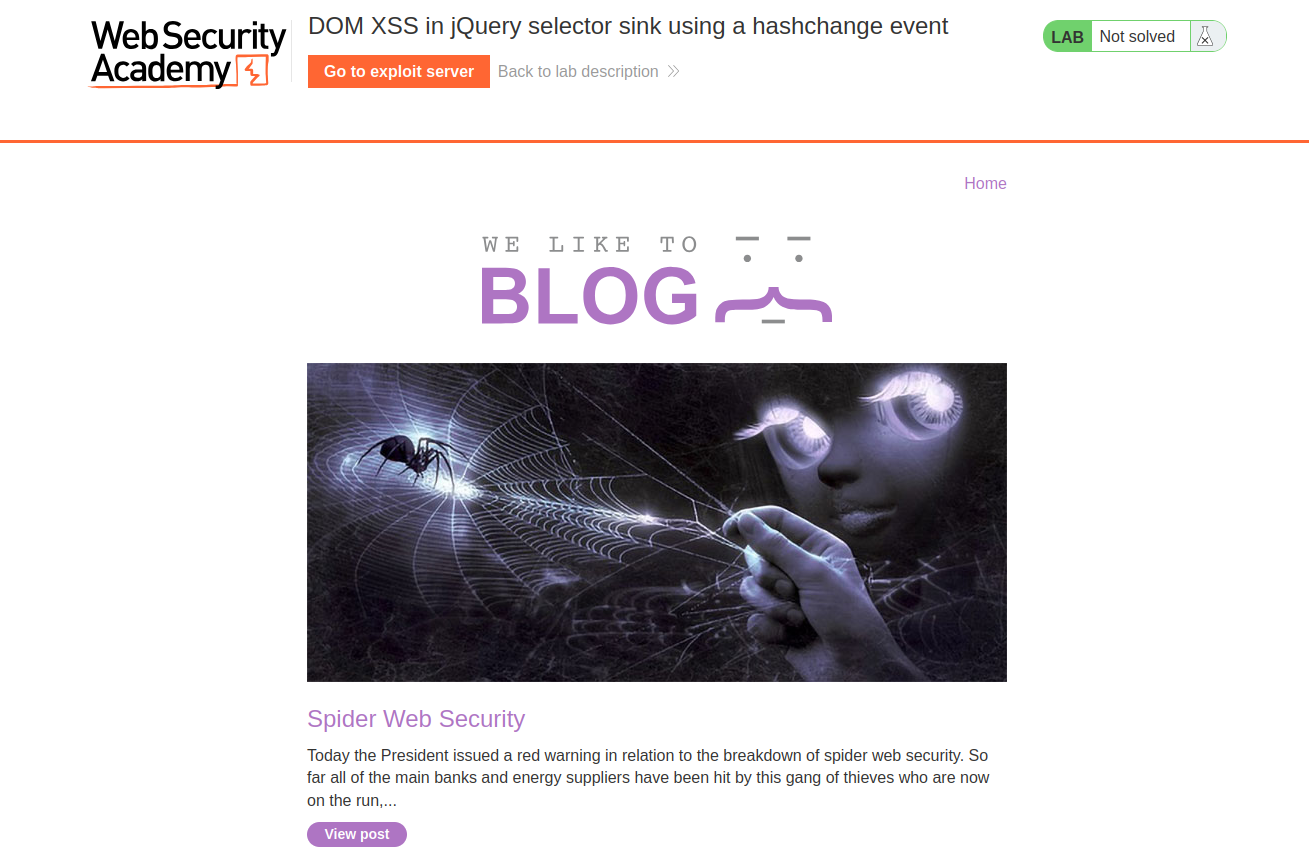 Web Security
Academy
DOM XSS in jQuery selector sink using a hashchange event
Go to exploit server
Back to lab description
LAB
Not solved
Home
WE LIKE TO
BLOG
Spider Web Security
Today the President issued a red warning in relation to the breakdown of spider web security. So
far all of the main banks and energy suppliers have been hit by this gang of thieves who are now
on the run,...
View post